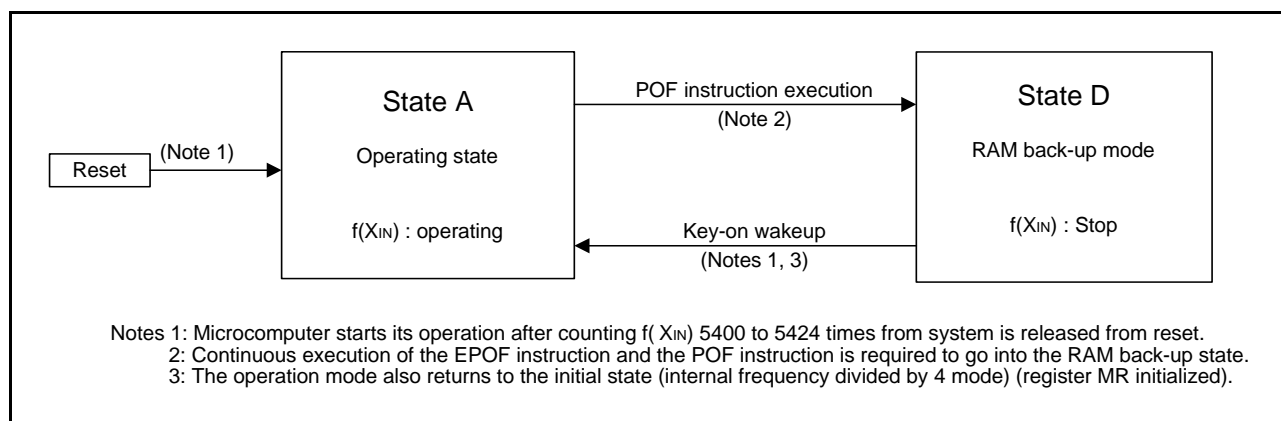 State A
Operating state
f(XIN) : operating
Reset
(Note 1)
POF instruction execution
(Note 2)
Key-on wakeup
(Notes 1, 3)
State D
RAM back-up mode
f(XIN) : Stop
Notes 1: Microcomputer starts its operation after counting f( XIN) 5400 to 5424 times from system is released from reset.
2: Continuous execution of the EPOF instruction and the POF instruction is required to go into the RAM back-up state.
3: The operation mode also returns to the initial state (internal frequency divided by 4 mode) (register MR initialized).